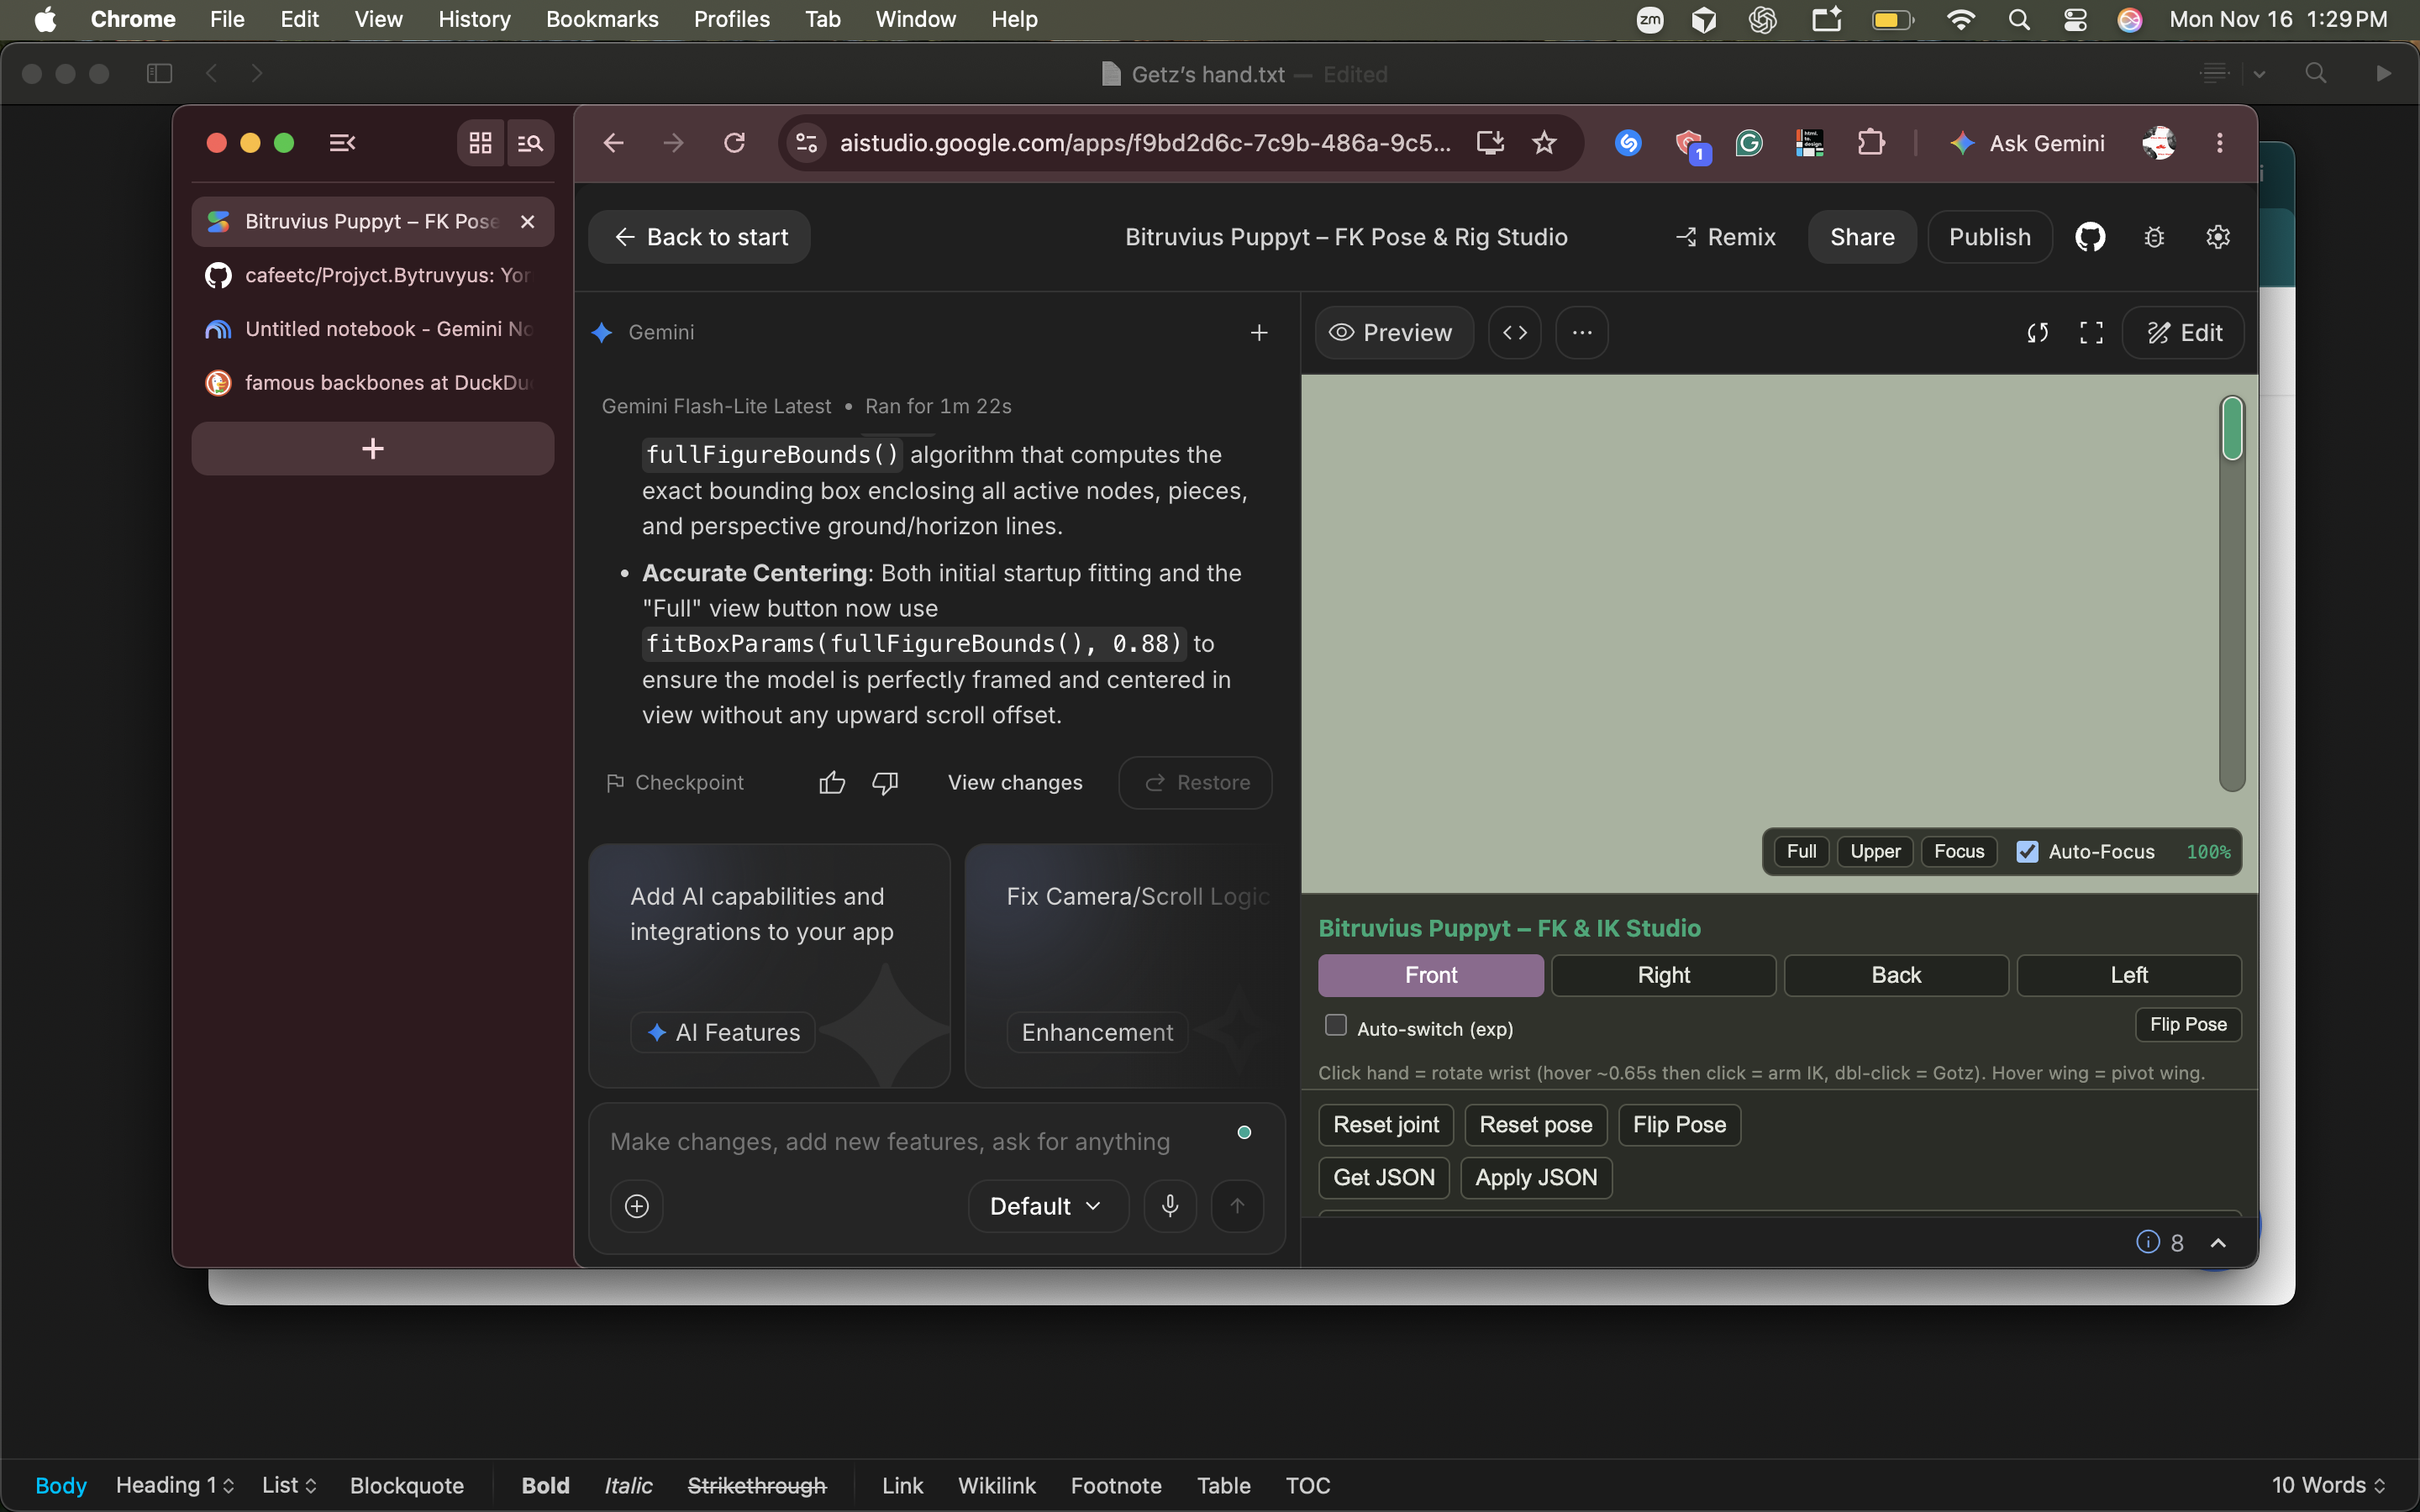 Chrome File Edit View History Bookmarks Profiles Tab Window Help
zm
Mon Nov 16 1:29 PM
Getz's hand.txt — Edited
aistudio.google.com/apps/f9bd2d6c-7c9b-486a-9c5...
1
Ask Gemini
Bitruvius Puppyt – FK Pose
cafeetc/Projyct.Bytruvyus: Yor
Untitled notebook - Gemini No
famous backbones at DuckDu
Back to start
Bitruvius Puppyt – FK Pose & Rig Studio
Remix
Share
Publish
Gemini
Gemini Flash-Lite Latest • Ran for 1m 22s
fullFigureBounds() algorithm that computes the
exact bounding box enclosing all active nodes, pieces,
and perspective ground/horizon lines.
• Accurate Centering: Both initial startup fitting and the
"Full" view button now use
fitBoxParams(fullFigureBounds(), 0.88) to
ensure the model is perfectly framed and centered in
view without any upward scroll offset.
Checkpoint
View changes
Restore
Add AI capabilities and
integrations to your app
AI Features
Fix Camera/Scroll Logic
Enhancement
Make changes, add new features, ask for anything
Default
Preview
Edit
Full
Upper
Focus
Auto-Focus
100%
Bitruvius Puppyt – FK & IK Studio
Front
Right
Back
Left
Auto-switch (exp)
Flip Pose
Click hand = rotate wrist (hover ~0.65s then click = arm IK, dbl-click = Gotz). Hover wing = pivot wing.
Reset joint
Reset pose
Flip Pose
Get JSON
Apply JSON
8
Body Heading 1 List Blockquote Bold Italic Strikethrough Link Wikilink Footnote Table TOC
10 Words